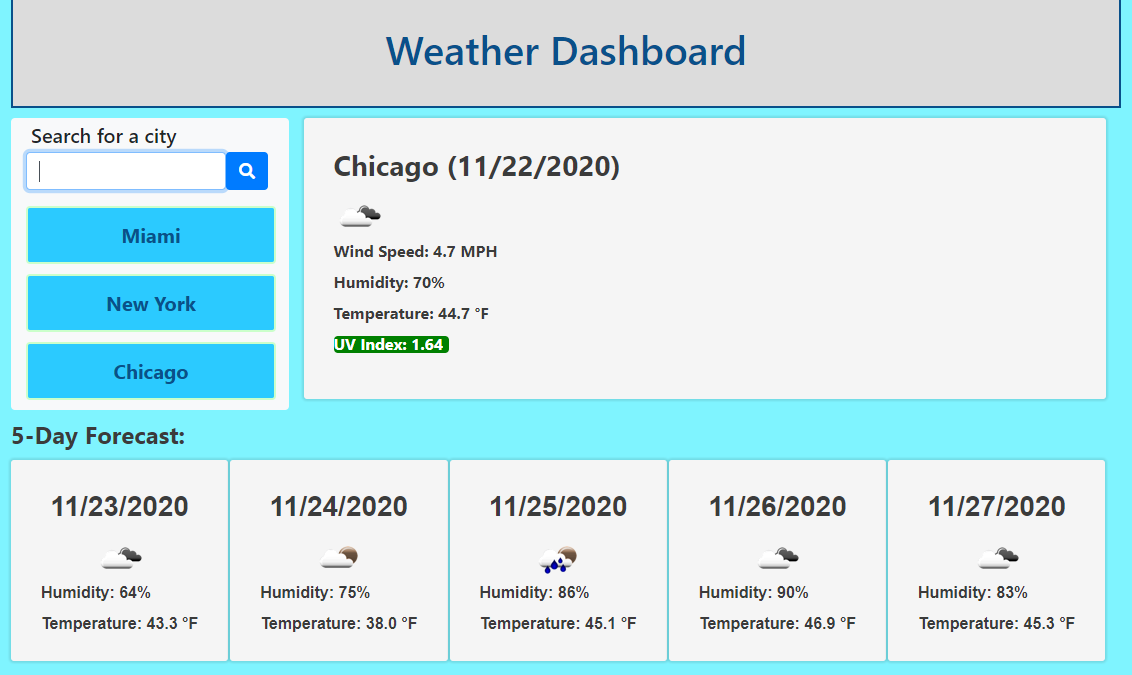 Weather Dashboard
Search for a city
Miami
New York
Chicago
Chicago (11/22/2020)
Wind Speed: 4.7 MPH
Humidity: 70%
Temperature: 44.7 °F
UV Index: 1.64
5-Day Forecast:
11/23/2020
Humidity: 64%
Temperature: 43.3 °F
11/24/2020
Humidity: 75%
Temperature: 38.0 °F
11/25/2020
Humidity: 86%
Temperature: 45.1 °F
11/26/2020
Humidity: 90%
Temperature: 46.9 °F
11/27/2020
Humidity: 83%
Temperature: 45.3 °F